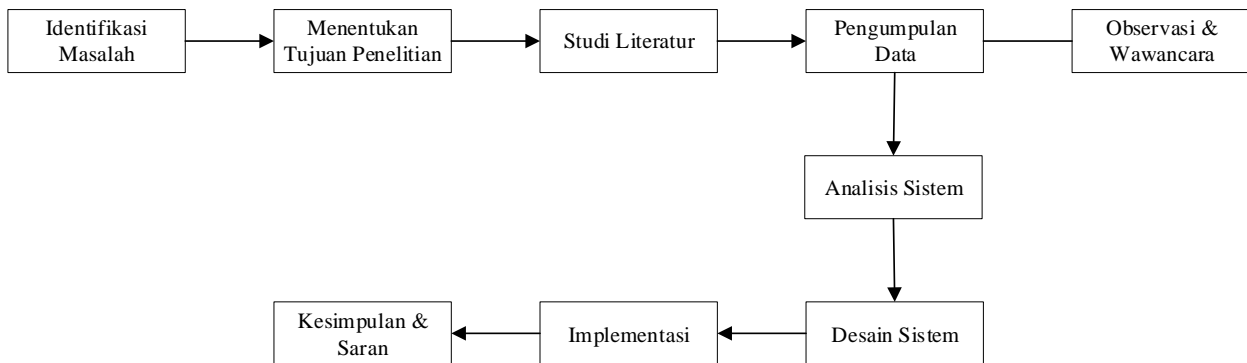 Identifikasi
Masalah
Menentukan
Tujuan Penelitian
Studi Literatur
Pengumpulan
Data
Observasi &
Wawancara
Analisis Sistem
Desain Sistem
Implementasi
Kesimpulan &
Saran